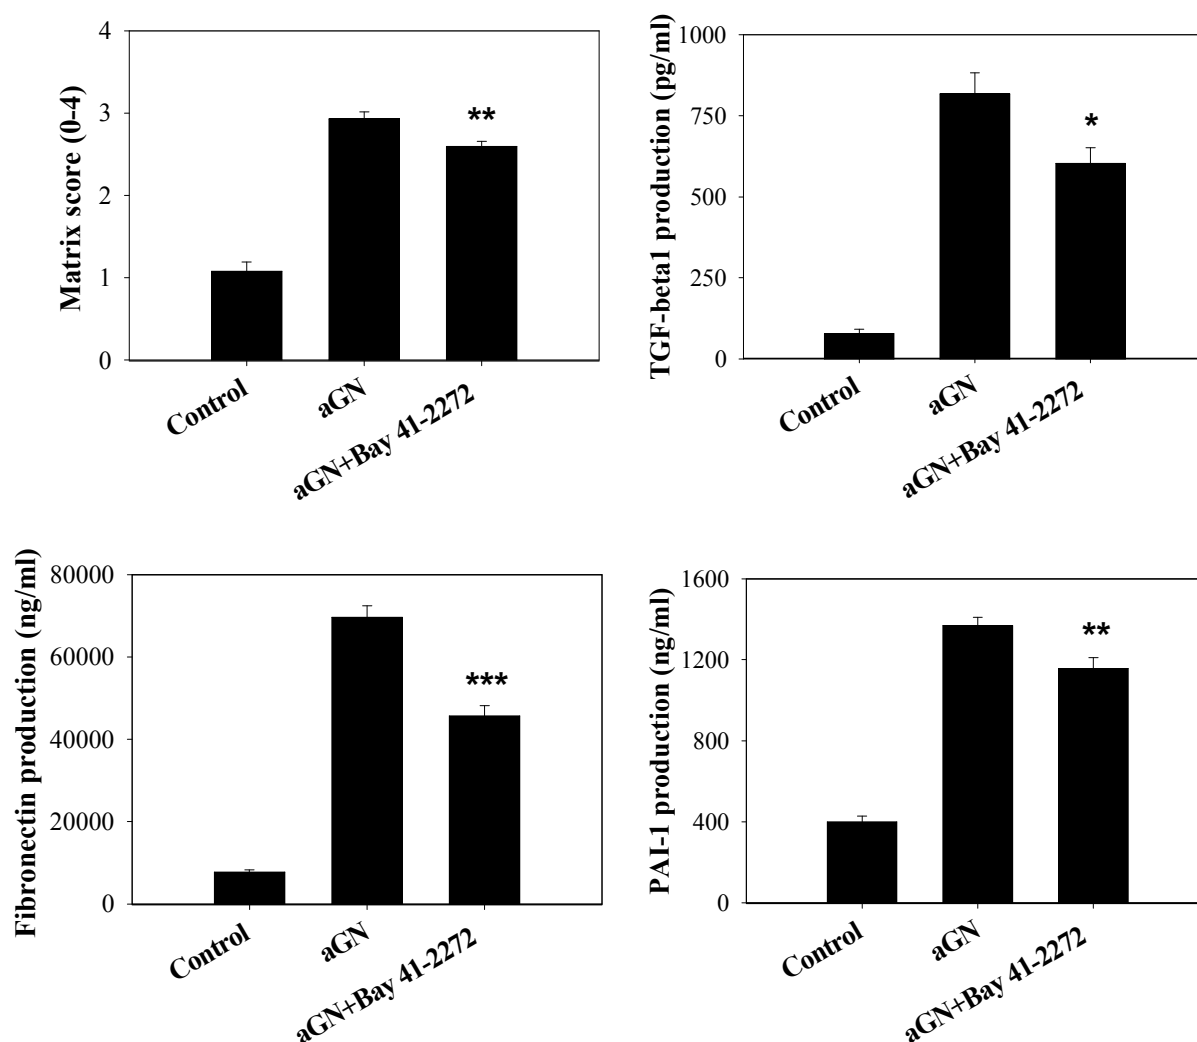 Matrix score (0-4)
4
3
2
1
0
**
Control
aGN
aGN+Bay 41-2272
TGF-beta1 production (pg/ml)
1000
750
500
250
0
*
Control
aGN
aGN+Bay 41-2272
Fibronectin production (ng/ml)
80000
60000
40000
20000
0
***
Control
aGN
aGN+Bay 41-2272
PAI-1 production (ng/ml)
1600
1200
800
400
0
**
Control
aGN
aGN+Bay 41-2272